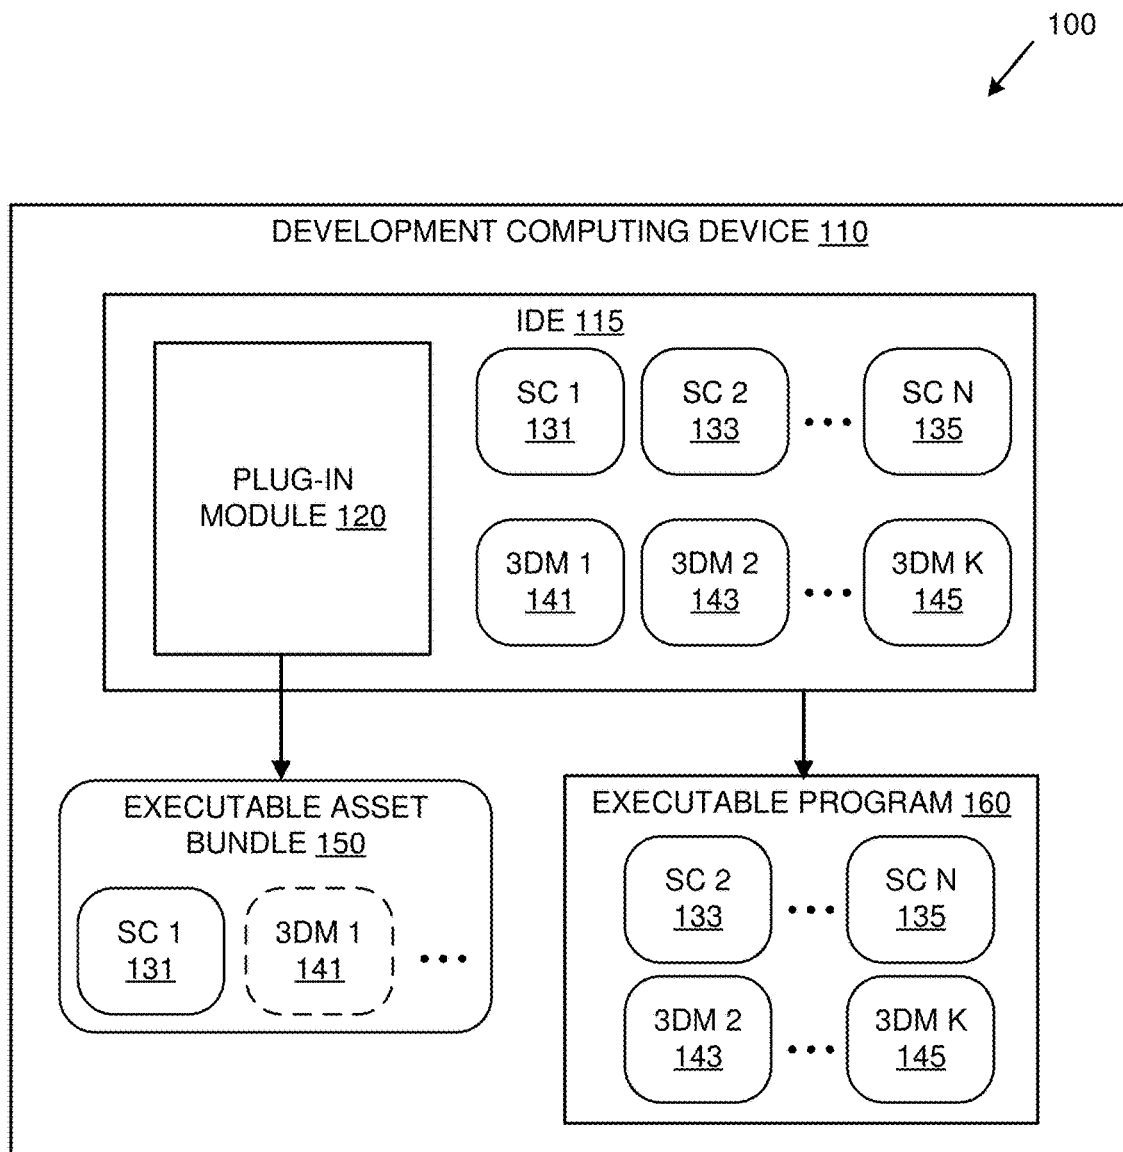 100
DEVELOPMENT COMPUTING DEVICE 110
IDE 115
PLUG-IN
MODULE 120
SC 1
131
SC 2
133
SC N
135
3DM 1
141
3DM 2
143
3DM K
145
EXECUTABLE ASSET
BUNDLE 150
SC 1
131
3DM 1
141
EXECUTABLE PROGRAM 160
SC 2
133
SC N
135
3DM 2
143
3DM K
145